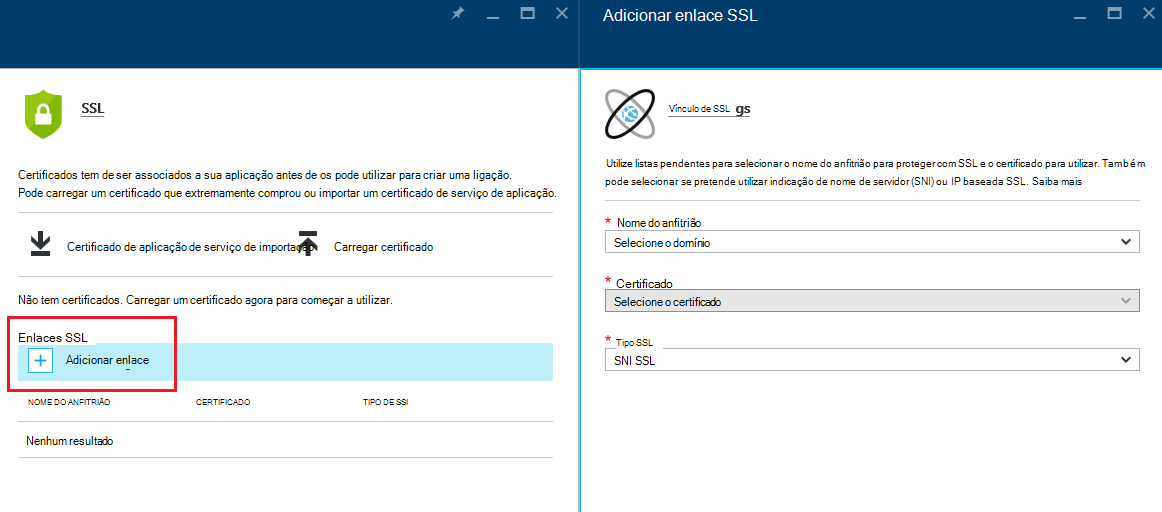 Adicionar enlace SSL
SSL
Certificados tem de ser associados a sua aplicação antes de os pode utilizar para criar uma ligação.
Pode carregar um certificado que extremamente comprou ou importar um certificado de serviço de aplicação.
Certificado de aplicação de serviço de importação
Carregar certificado
Não tem certificados. Carregar um certificado agora para começar a utilizar.
Enlaces SSL
Adicionar enlace
NOME DO ANFITRIÃO CERTIFICADO TIPO DE SSI
Nenhum resultado
Vínculo de SSL gs
Utilize listas pendentes para selecionar o nome do anfitrião para proteger com SSL e o certificado para utilizar. Também
pode selecionar se pretende utilizar indicação de nome de servidor (SNI) ou IP baseada SSL. Saiba mais
* Nome do anfitrião
Selecione o domínio
* Certificado
Selecione o certificado
* Tipo SSL
SNI SSL